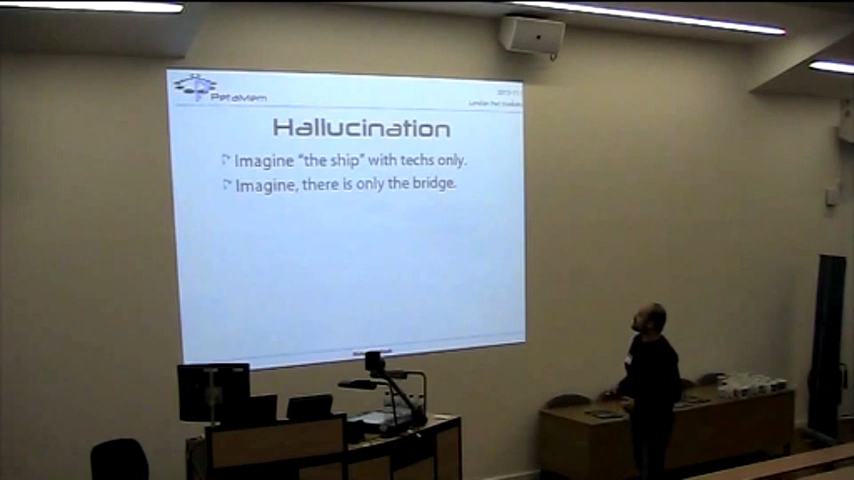 PetaMem
Hallucination
Imagine "the ship" with techs only.
Imagine, there is only the bridge.